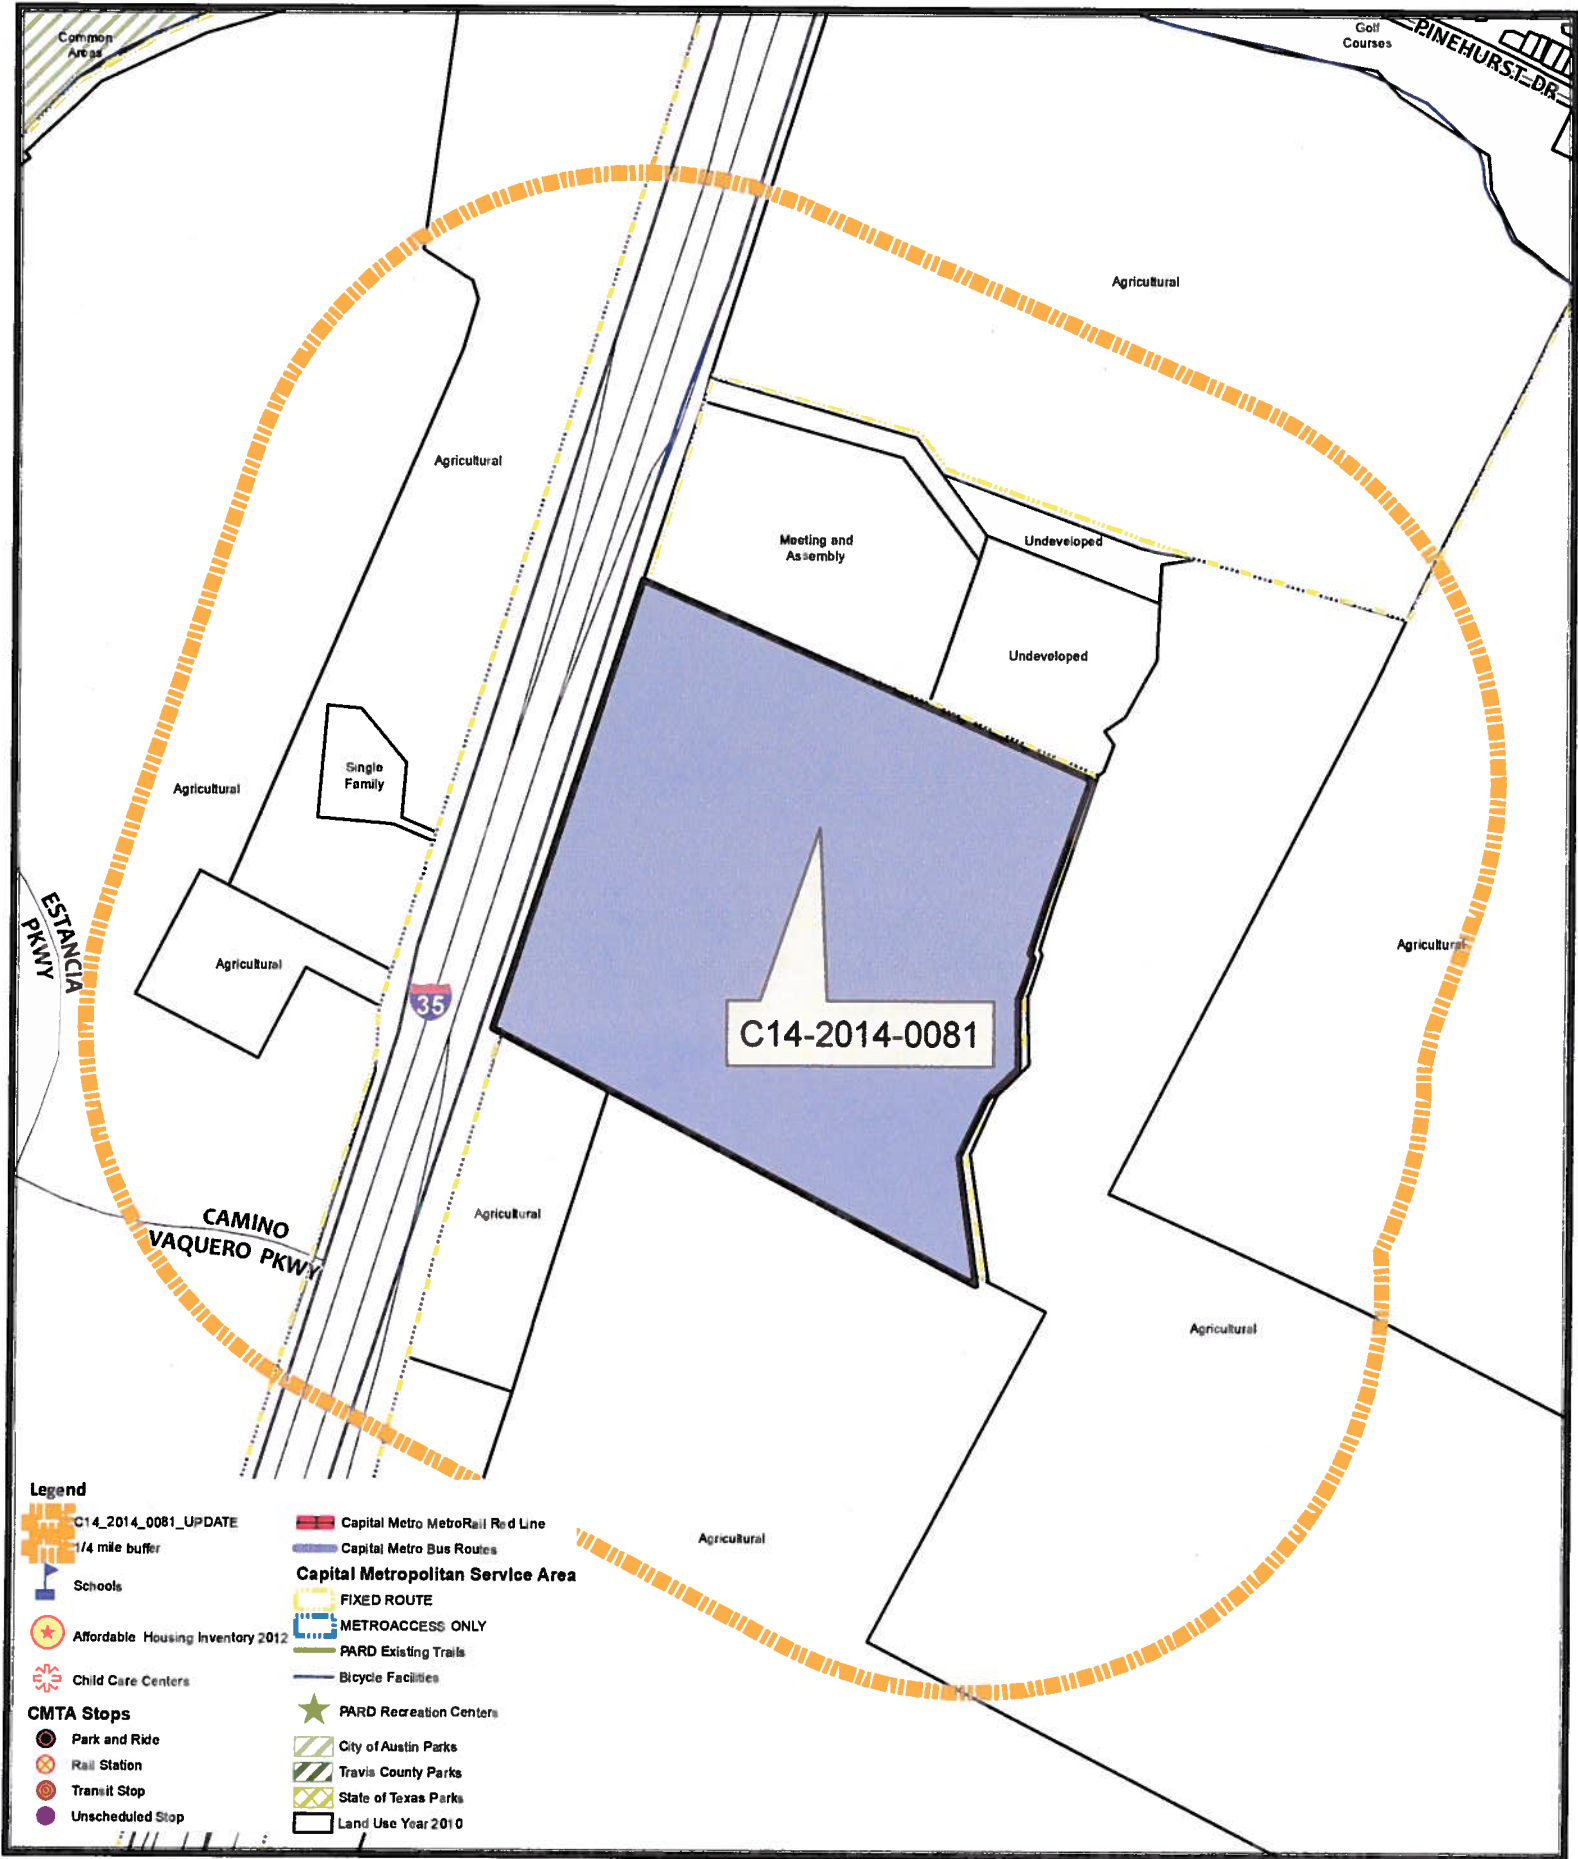 Common
Areas
Golf
Courses
PINEHURST DR
Agricultural
Agricultural
Meeting and
Assembly
Undeveloped
Undeveloped
Single
Family
Agricultural
ESTANCIA
PKWY
Agricultural
35
Agricultural
C14-2014-0081
Agricultural
CAMINO
VAQUERO PKWY
Agricultural
Agricultural
Legend
C14_2014_0081_UPDATE
1/4 mile buffer
Schools
Affordable Housing Inventory 2012
Child Care Centers
CMTA Stops
Park and Ride
Rail Station
Transit Stop
Unscheduled Stop
Capital Metro MetroRail Red Line
Capital Metro Bus Routes
Capital Metropolitan Service Area
FIXED ROUTE
METROACCESS ONLY
PARD Existing Trails
Bicycle Facilities
PARD Recreation Centers
City of Austin Parks
Travis County Parks
State of Texas Parks
Land Use Year 2010